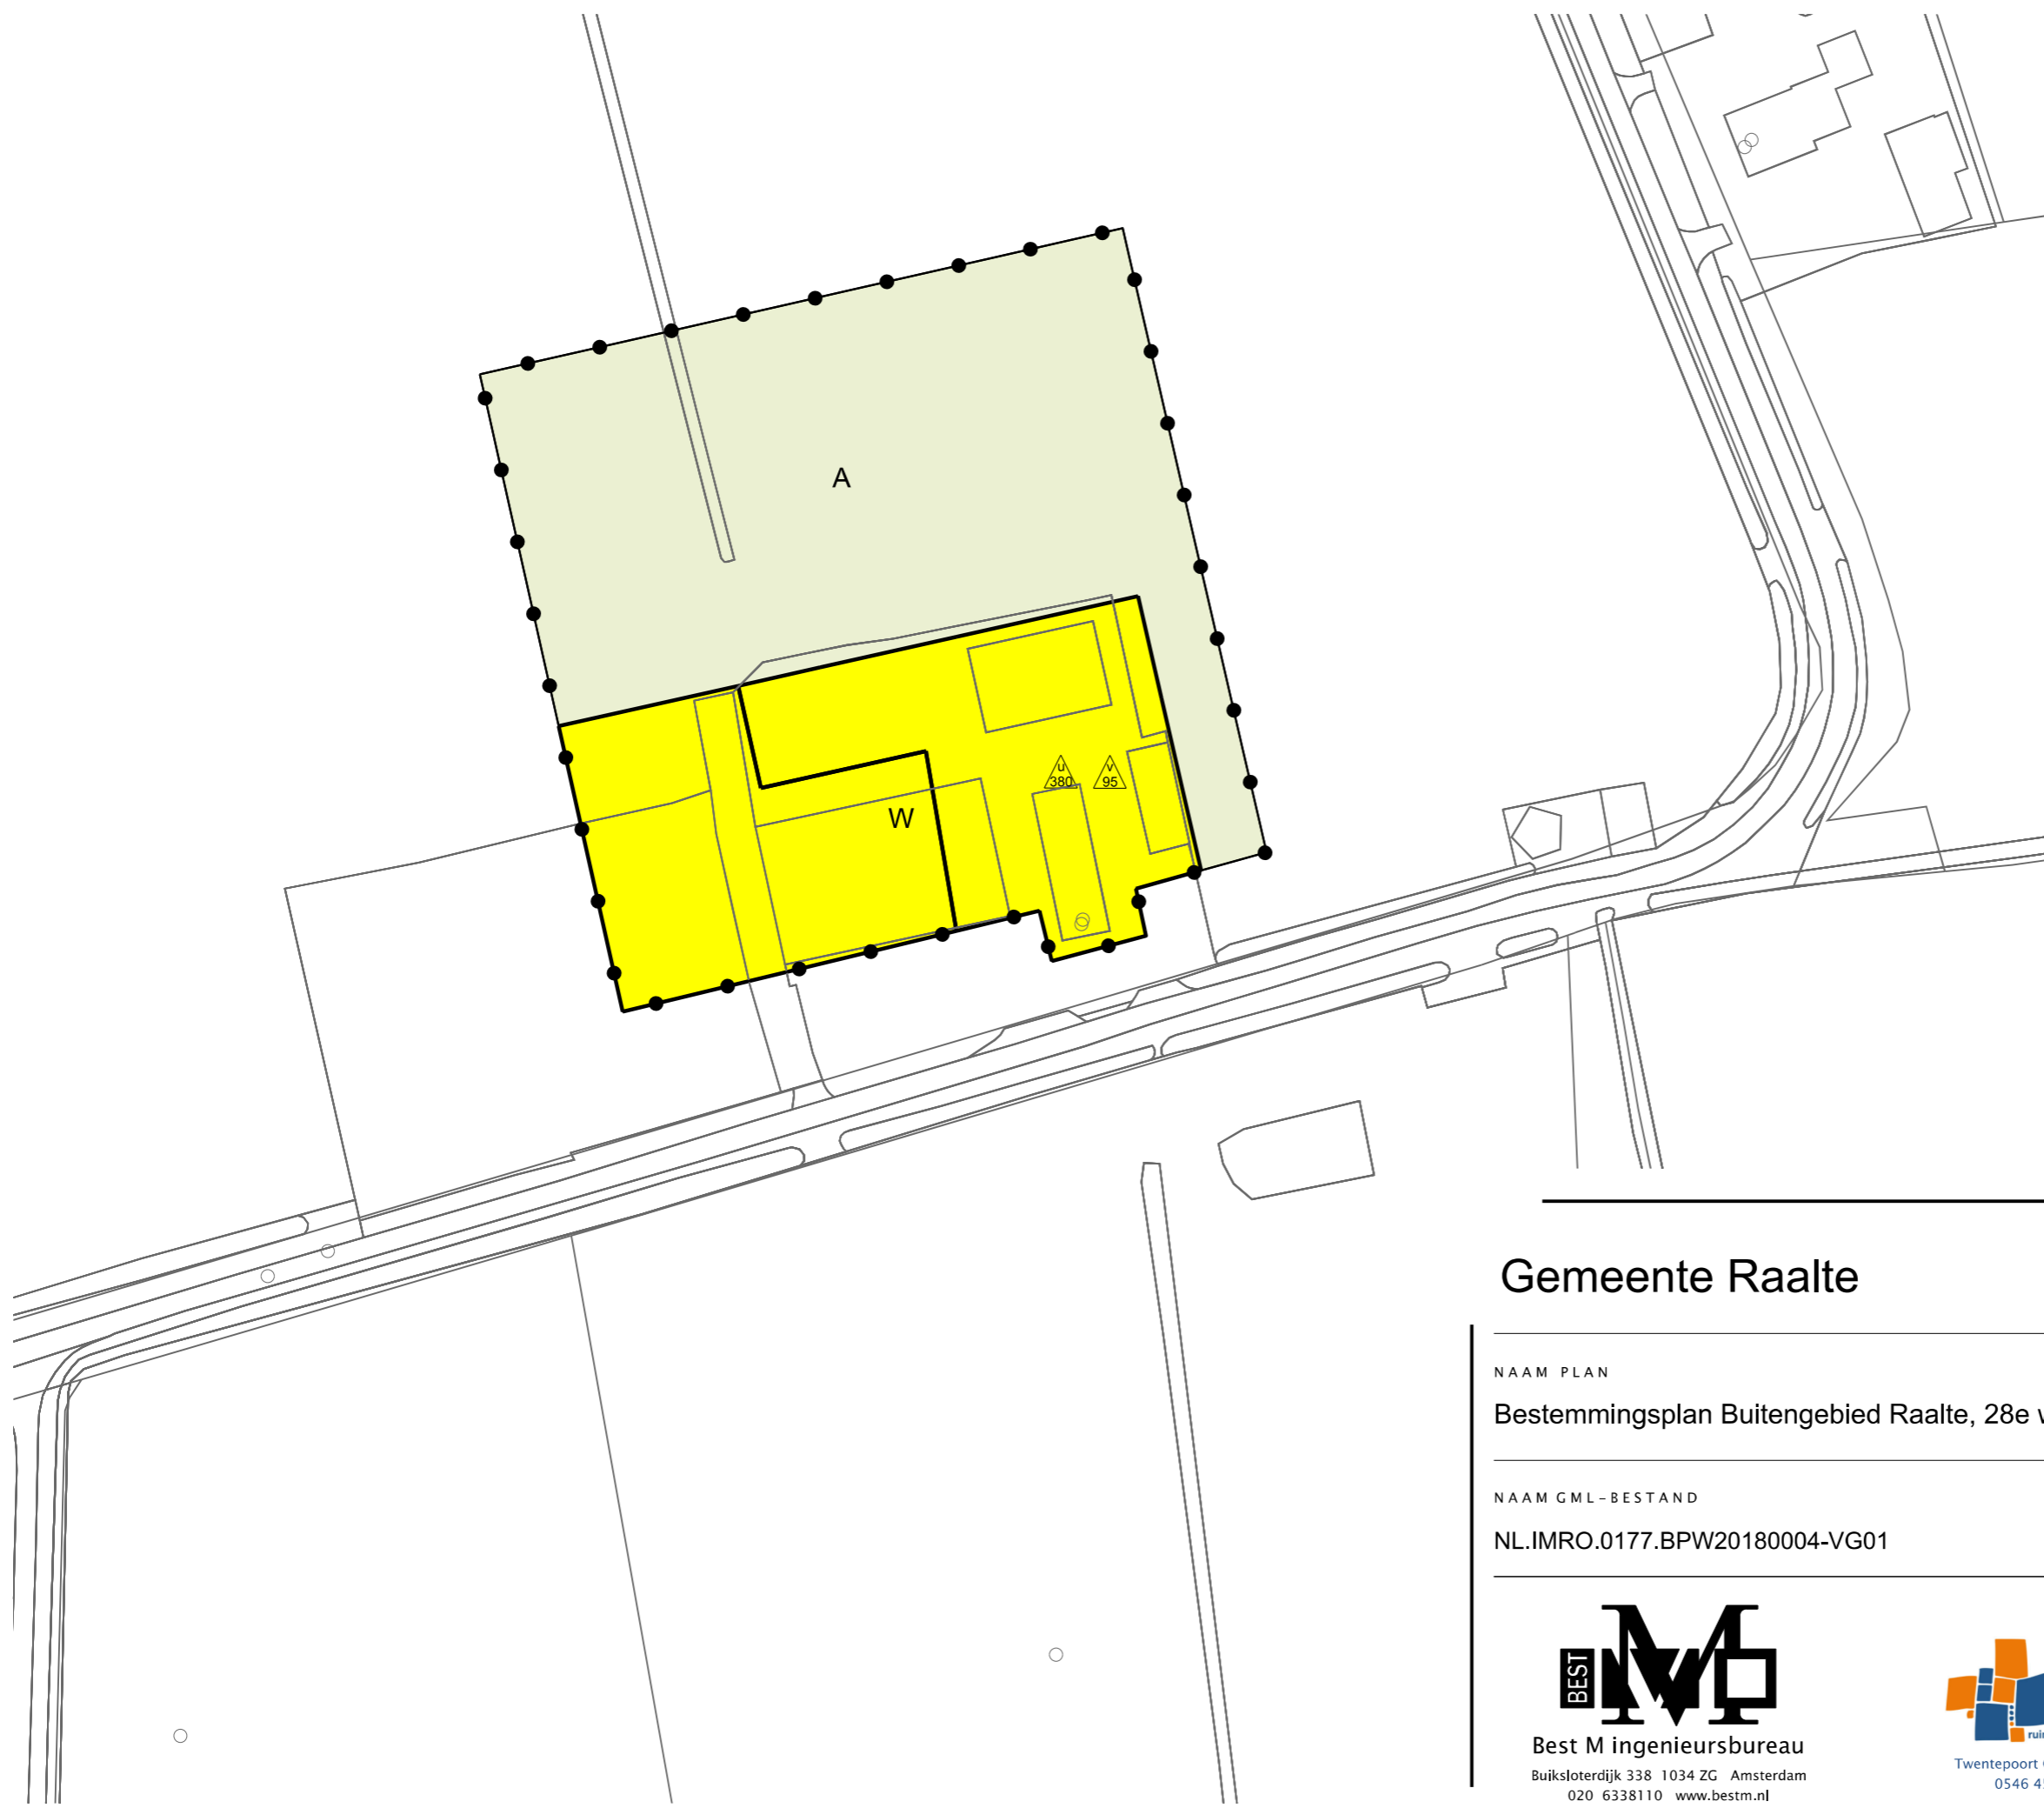 A
u
380
v
95
W
Gemeente Raalte
NAAM PLAN
Bestemmingsplan Buitengebied Raalte, 28e
NAAM GML-BESTAND
NL.IMRO.0177.BPW20180004-VG01
BEST
Best M ingenieursbureau
Buiksloterdijk 338 1034 ZG Amsterdam
020 6338110 www.bestm.nl
Twentepoort
0546